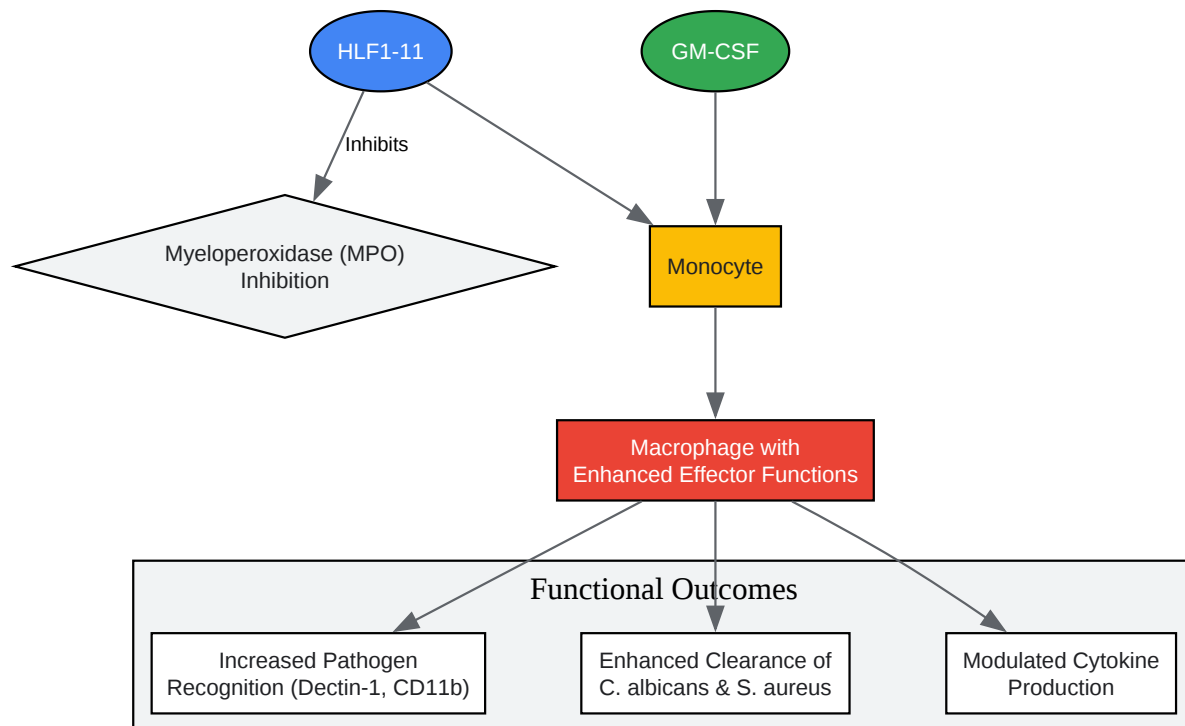 HLF1-11
GM-CSF
Inhibits
Myeloperoxidase (MPO)
Inhibition
Monocyte
Macrophage with
Enhanced Effector Functions
Functional Outcomes
Increased Pathogen
Recognition (Dectin-1, CD11b)
Enhanced Clearance of
C. albicans & S. aureus
Modulated Cytokine
Production